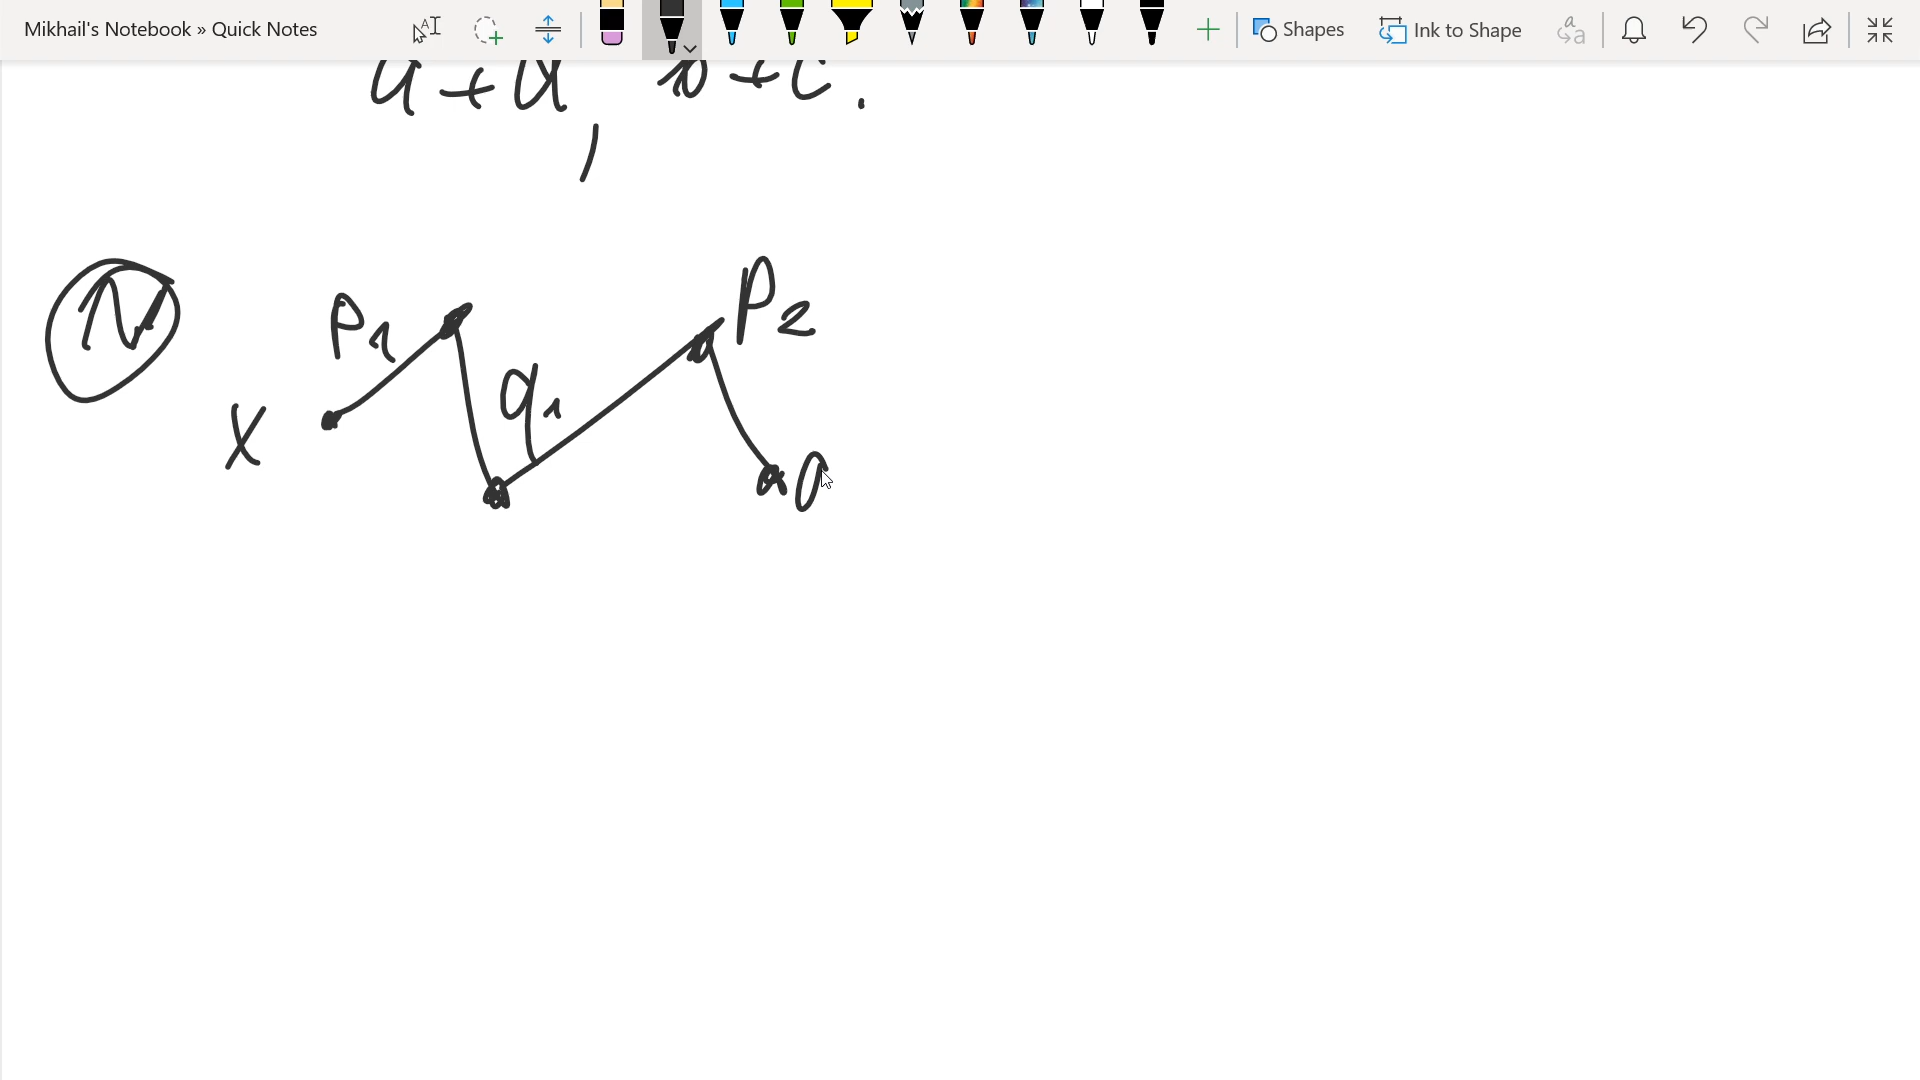 Mikhail's Notebook » Quick Notes
Shapes
Ink to Shape
a+d, b+c.
N
P1
P2
q1
X